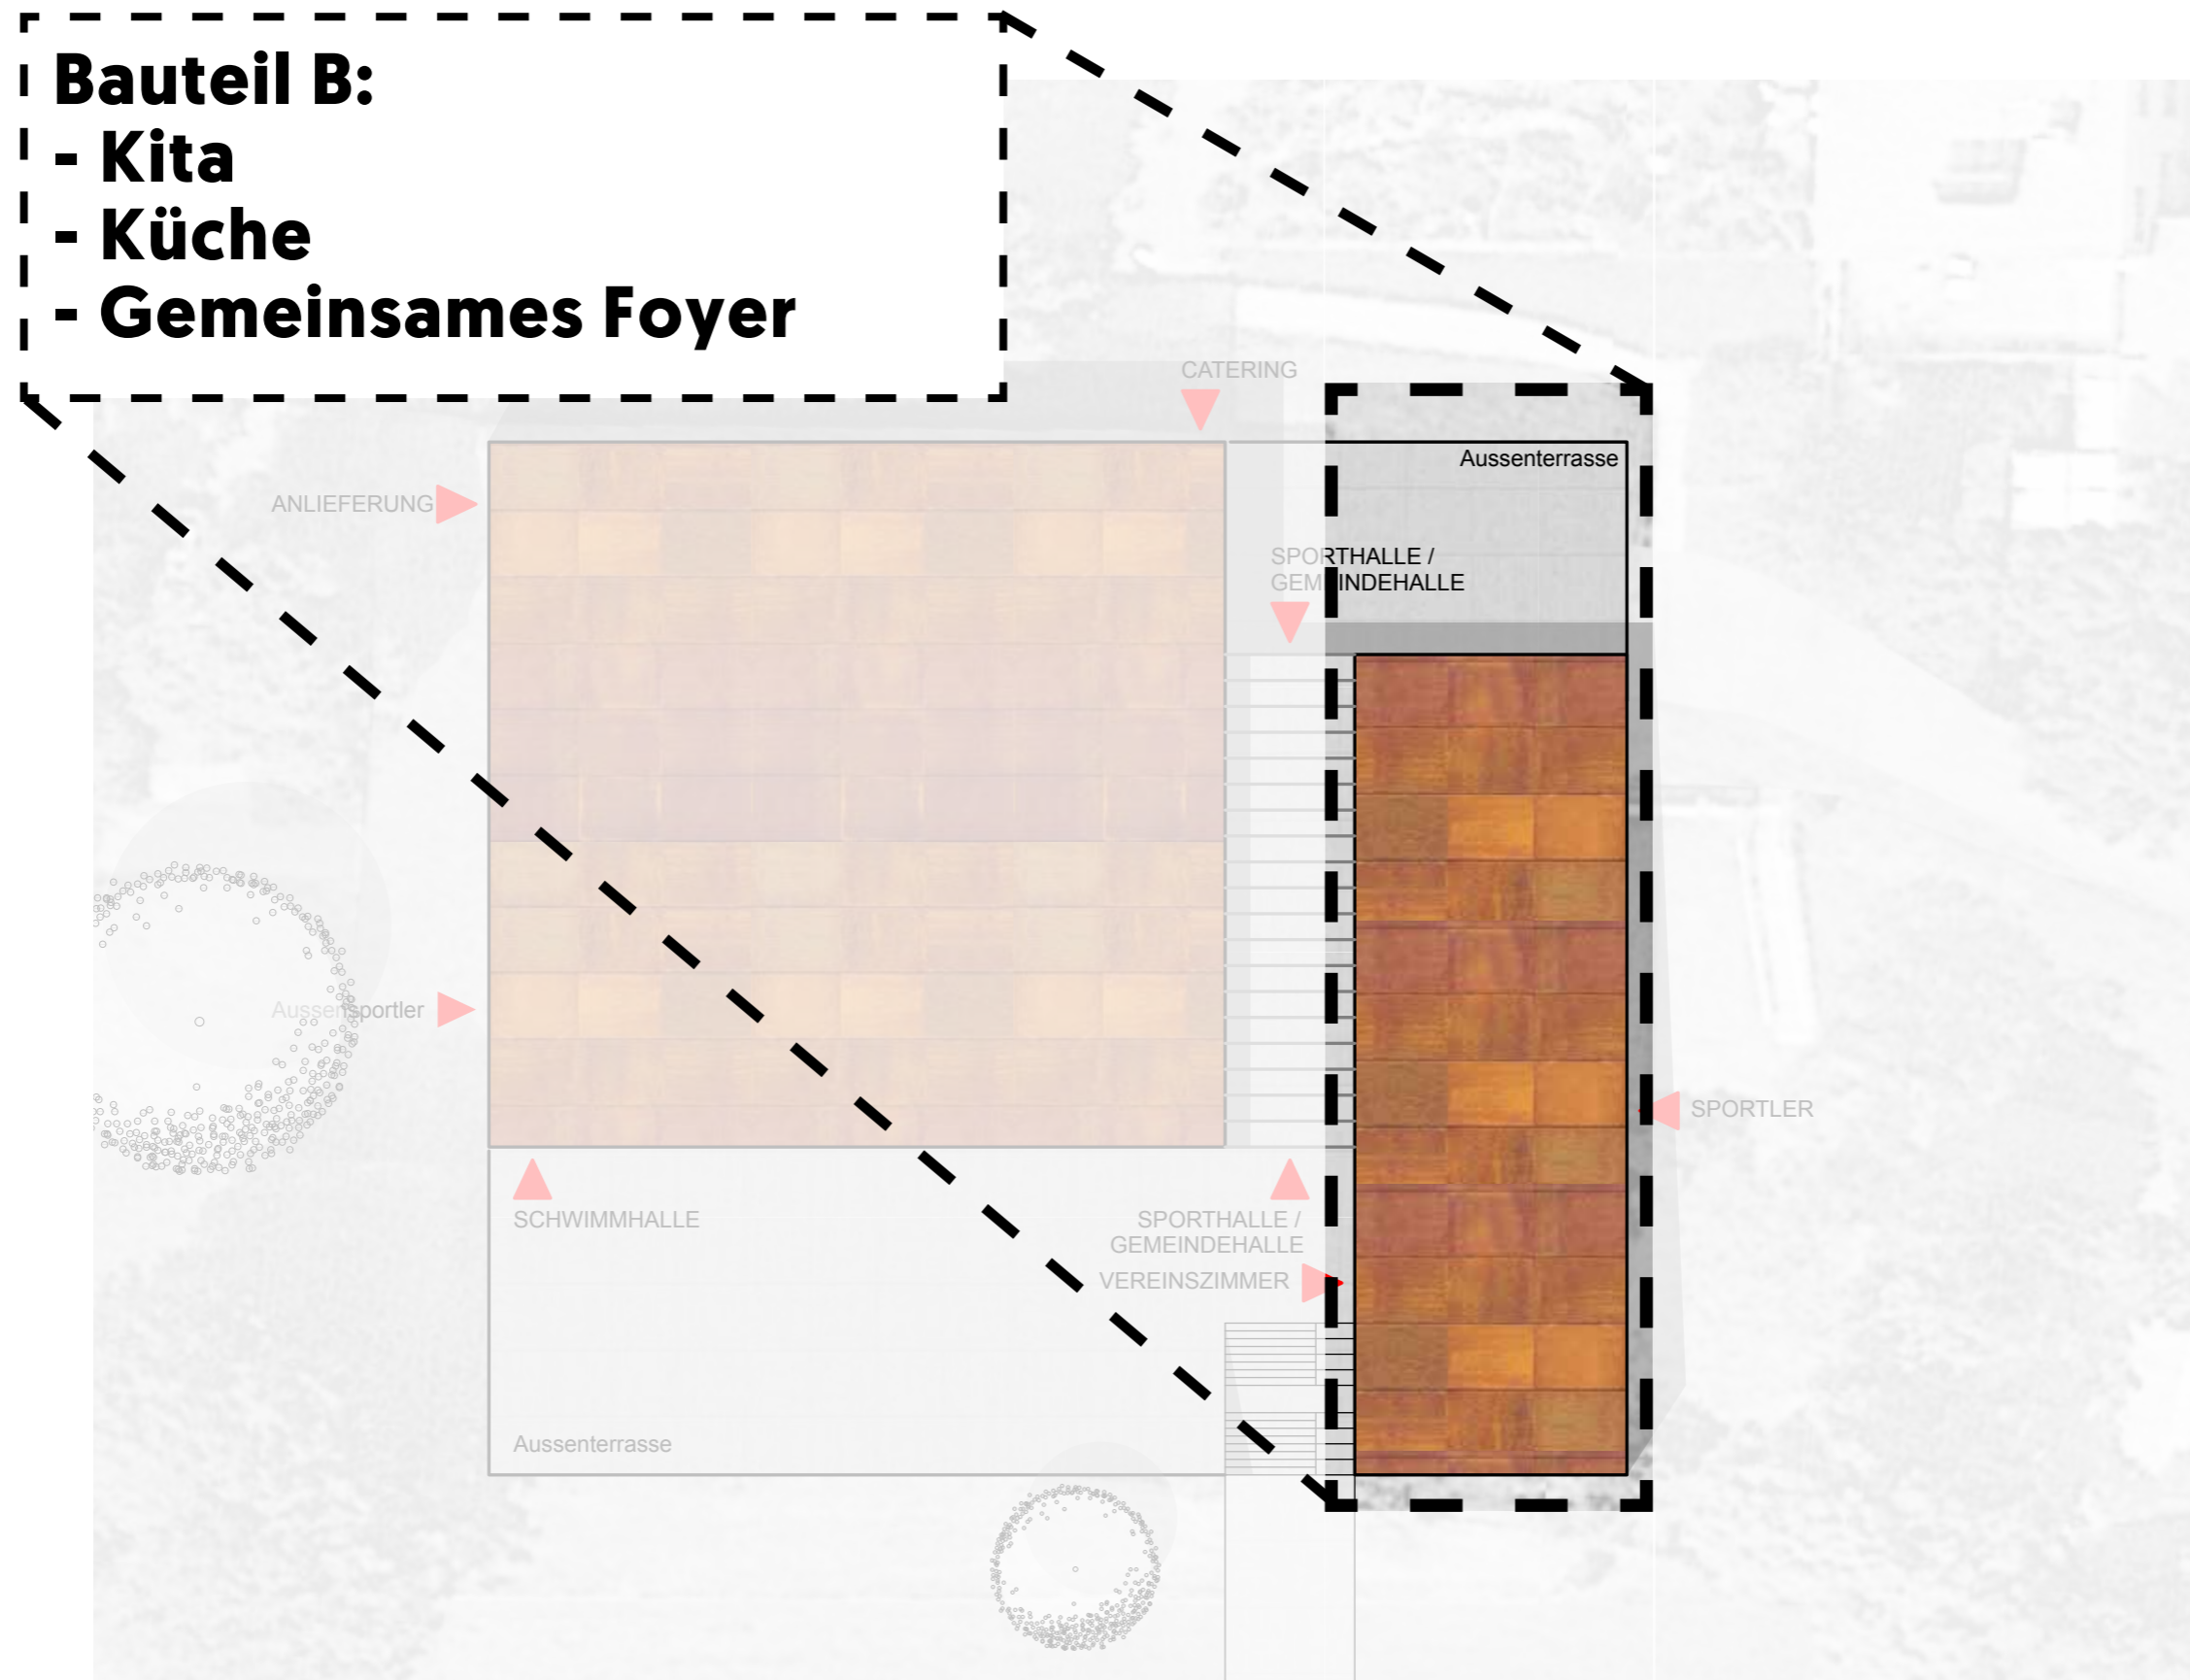 Bauteil B:
- Kita
- Küche
- Gemeinsames Foyer
CATERING
Aussenterrasse
ANLIEFERUNG
SPORTHALLE /
GEMEINDEHALLE
Aussensportler
SPORTLER
SCHWIMMHALLE
SPORTHALLE /
GEMEINDEHALLE
VEREINSZIMMER
Aussenterrasse